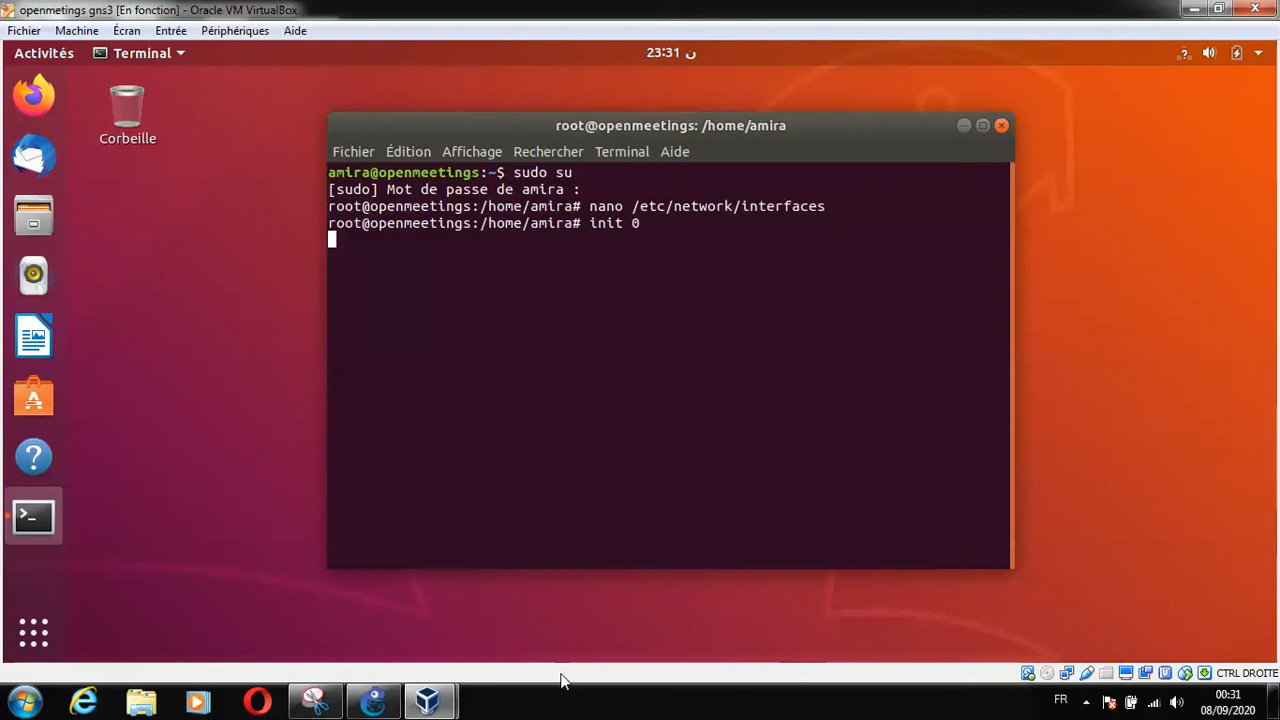 openmetings gns3 [En fonction] - Oracle VM VirtualBox
Fichier Machine Écran Entrée Périphériques Aide
Activités Terminal 23:31 ن
Corbeille
root@openmeetings: /home/amira
Fichier Édition Affichage Rechercher Terminal Aide
amira@openmeetings:~$ sudo su
[sudo] Mot de passe de amira :
root@openmeetings:/home/amira# nano /etc/network/interfaces
root@openmeetings:/home/amira# init 0
CTRL DROITE
FR
00:31
08/09/2020